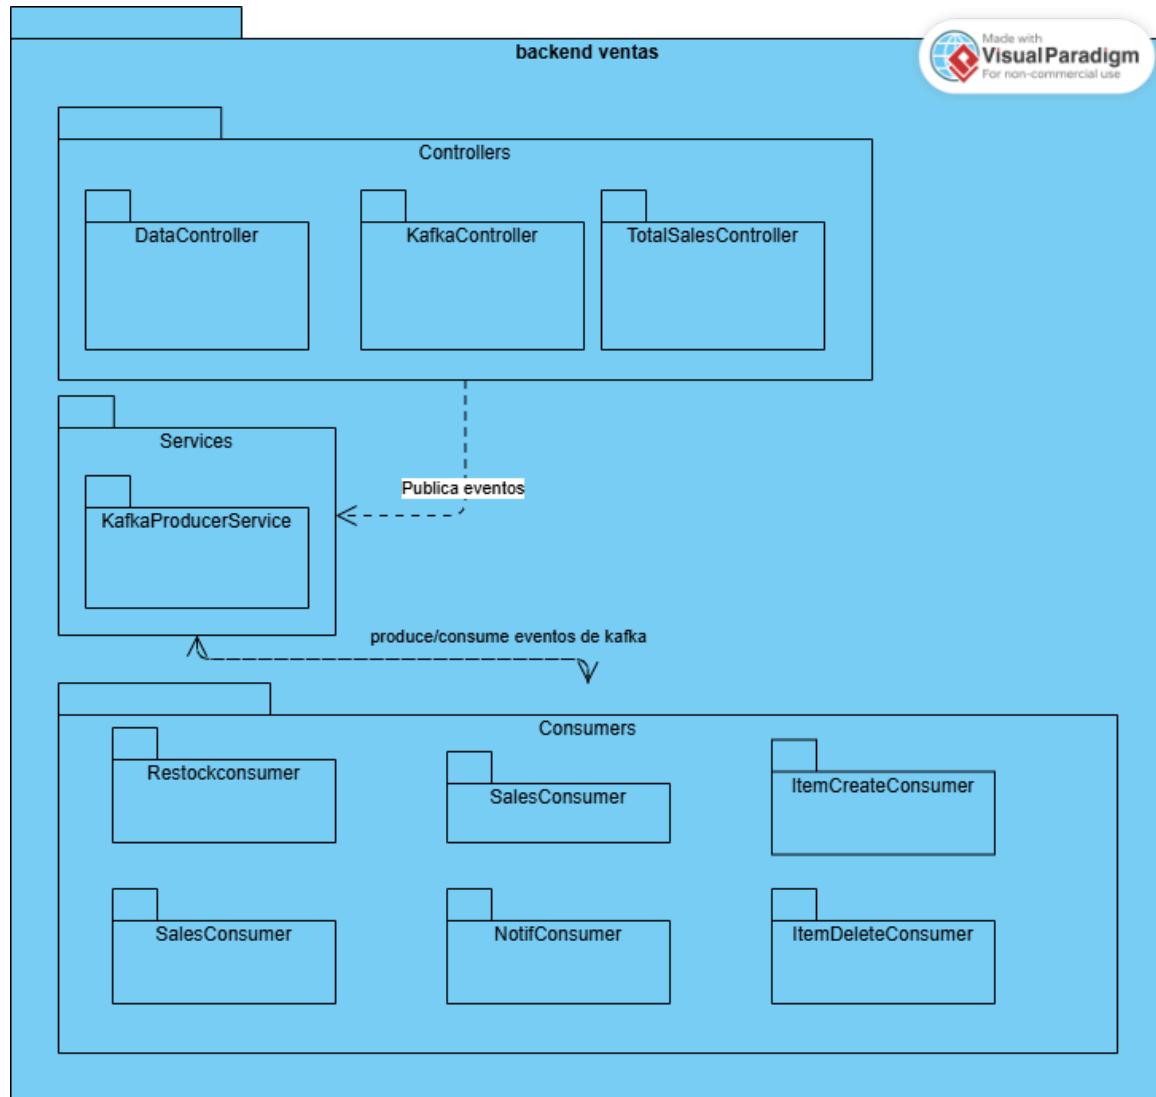 backend ventas
Made with
Visual Paradigm
For non-commercial use
Controllers
DataController
KafkaController
TotalSalesController
Services
Publica eventos
KafkaProducerService
produce/consume eventos de kafka
Consumers
Restockconsumer
SalesConsumer
ItemCreateConsumer
SalesConsumer
NotifConsumer
ItemDeleteConsumer